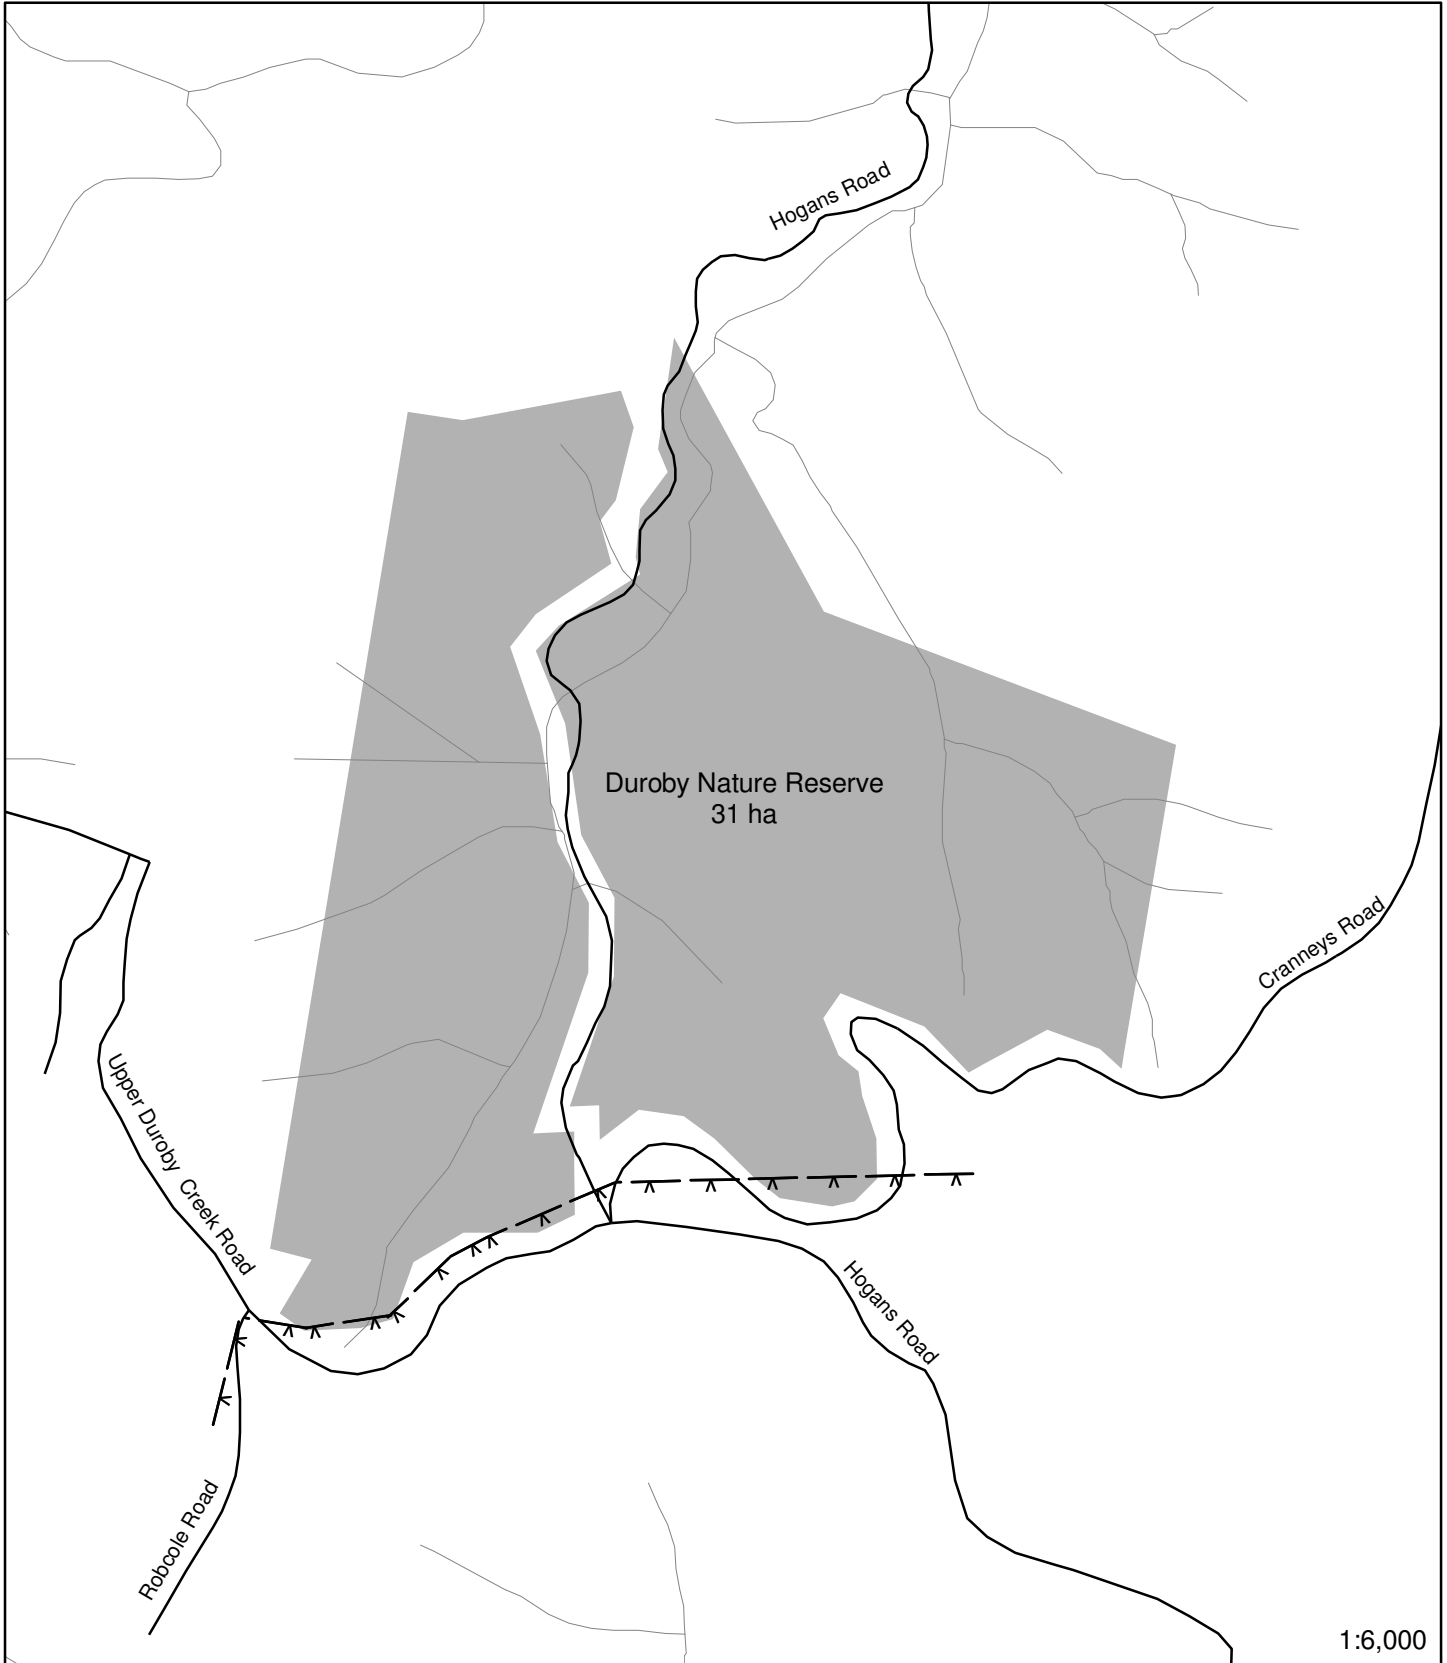 Hogans Road
Duroby Nature Reserve
31 ha
Cranneys Road
Upper Duroby Creek Road
Hogans Road
Robcole Road
1:6,000